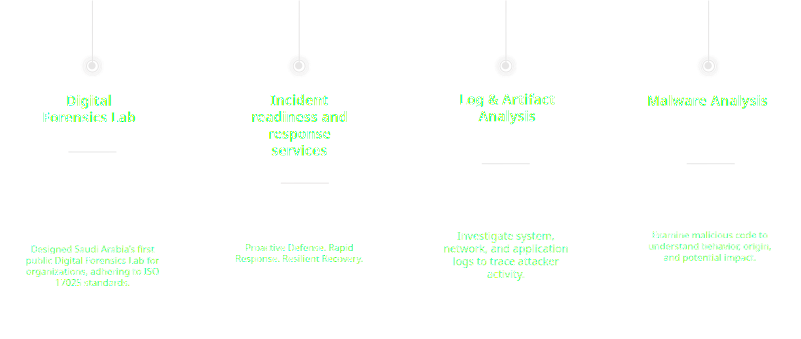 Digital
Forensics Lab
Incident
readiness and
response
services
Log & Artifact
Analysis
Malware Analysis
Designed Saudi Arabia's first
public Digital Forensics Lab for
organizations, adhering to ISO
17025 standards.
Proactive Defense, Rapid
Response, Resilient Recovery.
Investigate system,
network, and application
logs to trace attacker
activity.
Examine malicious code to
understand behavior, origin,
and potential impact.